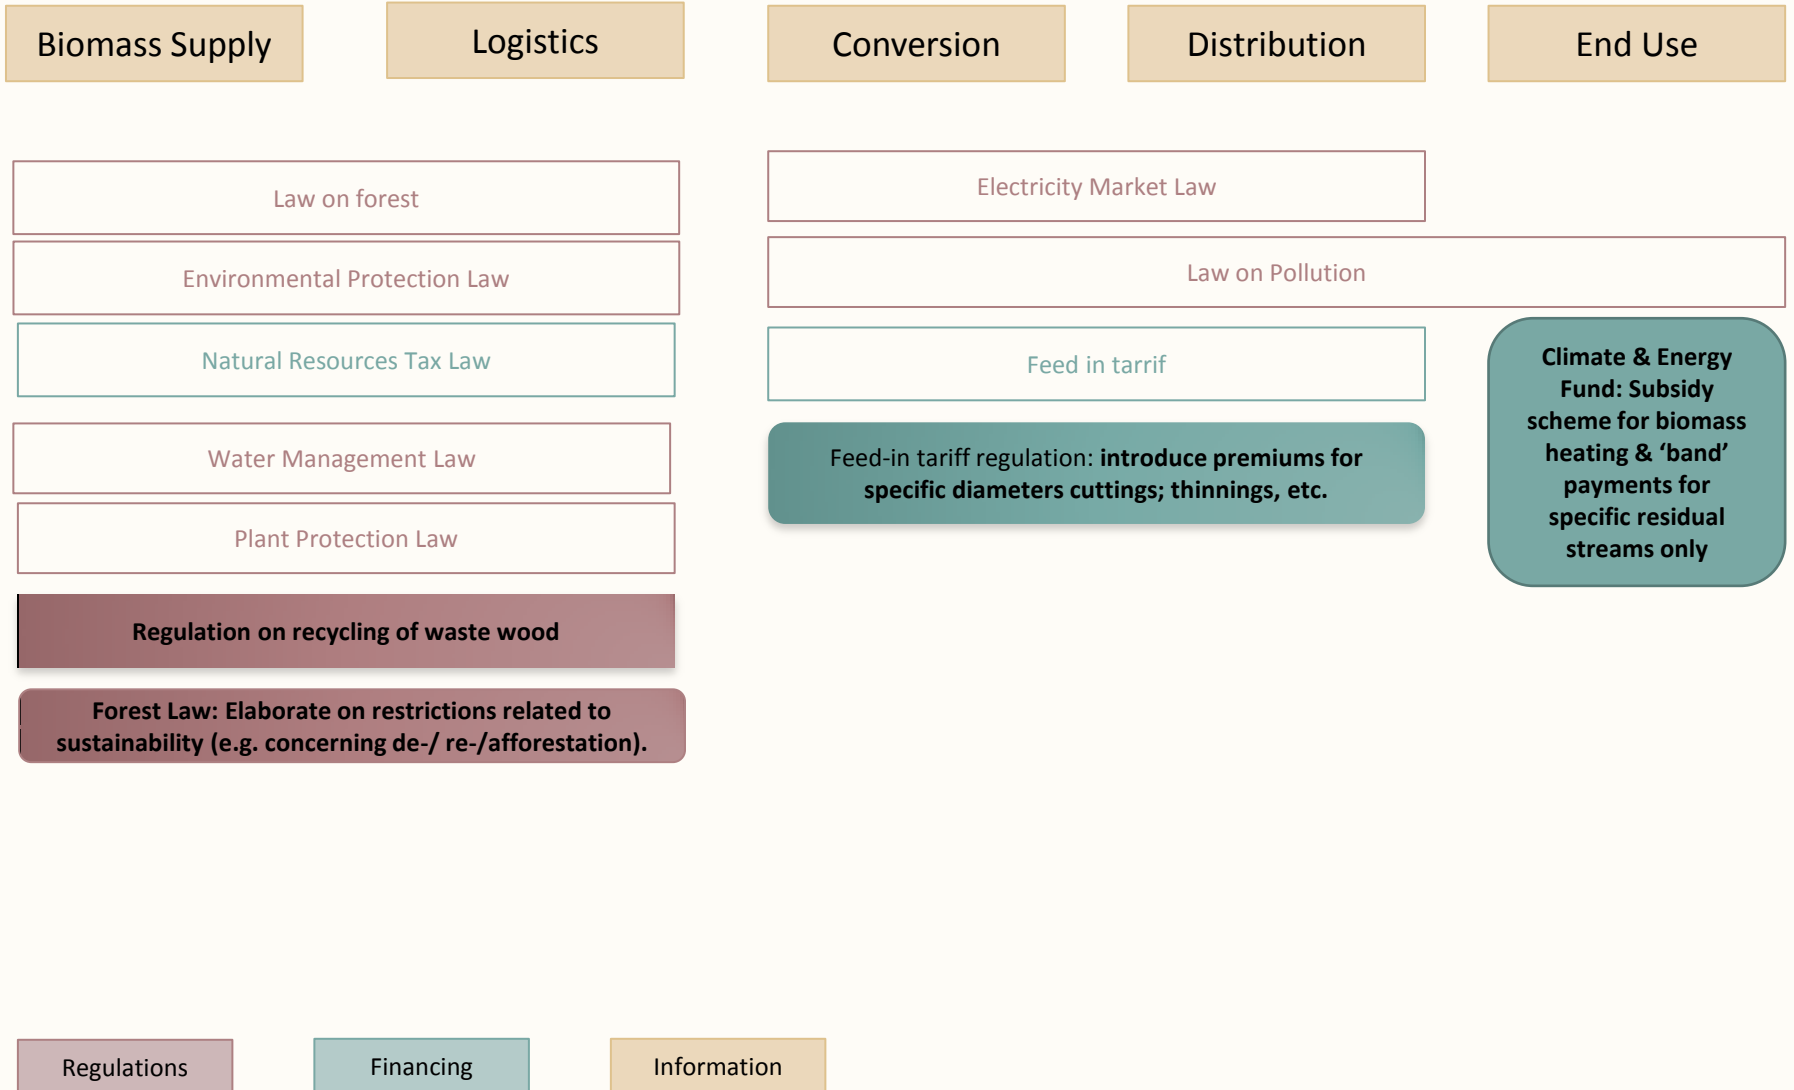 Biomass Supply
Logistics
Conversion
Distribution
End Use
Law on forest
Environmental Protection Law
Natural Resources Tax Law
Water Management Law
Plant Protection Law
Regulation on recycling of waste wood
Forest Law: Elaborate on restrictions related to
sustainability (e.g. concerning de-/ re-/afforestation).
Electricity Market Law
Law on Pollution
Feed in tarrif
Feed-in tariff regulation: introduce premiums for
specific diameters cuttings; thinnings, etc.
Climate & Energy
Fund: Subsidy
scheme for biomass
heating & ‘band’
payments for
specific residual
streams only
Regulations
Financing
Information